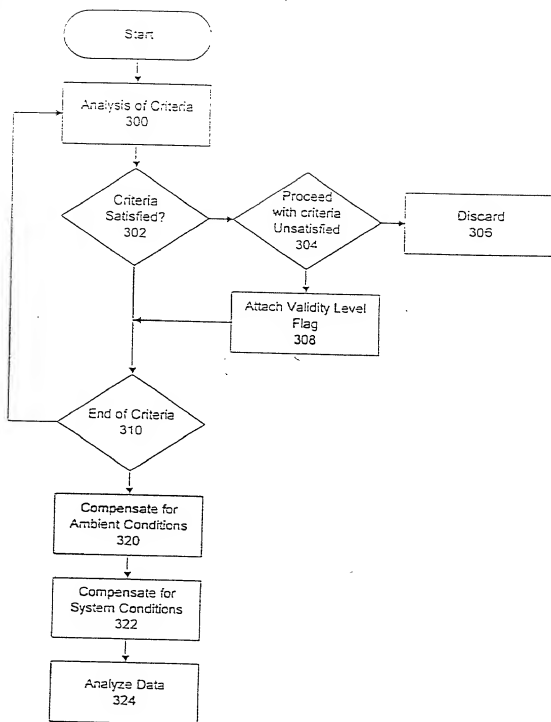 Start
Analysis of Criteria
300
Criteria
Satisfied?
302
Proceed
with criteria
Unsatisfied
304
Discard
306
Attach Validity Level
Flag
308
End of Criteria
310
Compensate for
Ambient Conditions
320
Compensate for
System Conditions
322
Analyze Data
324